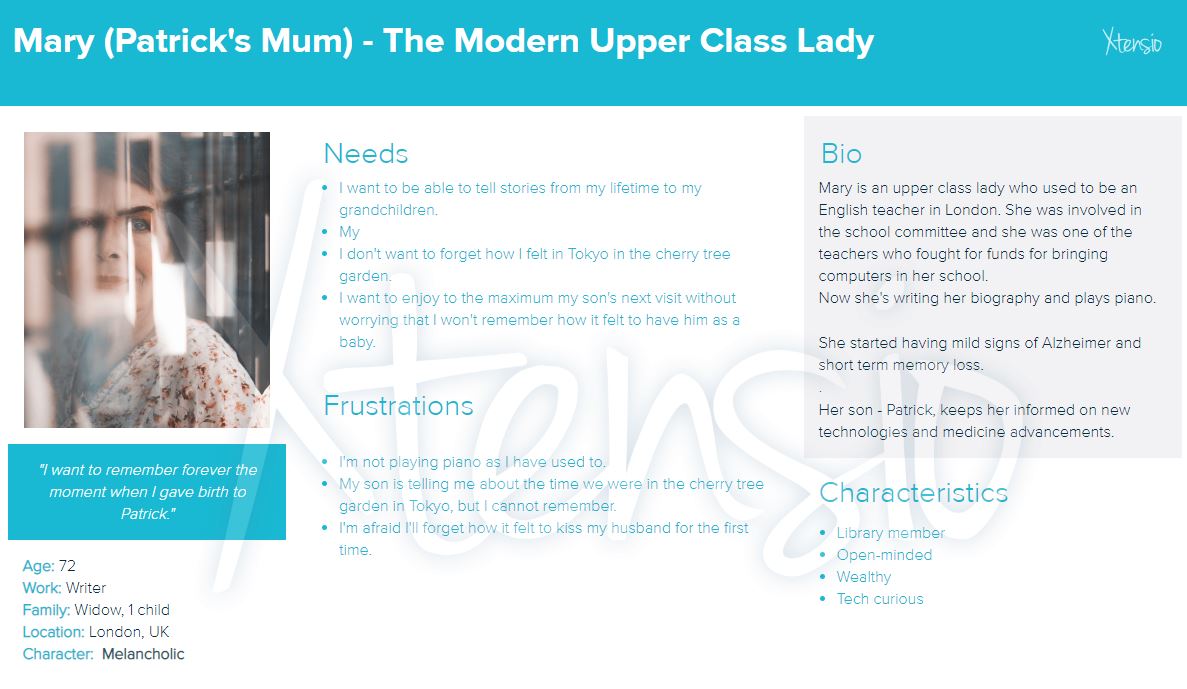 Mary (Patrick's Mum) - The Modern Upper Class Lady
Xtensio
"I want to remember forever the
moment when I gave birth to
Patrick."
Age: 72
Work: Writer
Family: Widow, 1 child
Location: London, UK
Character: Melancholic
Needs
• I want to be able to tell stories from my lifetime to my
grandchildren.
• My
• I don't want to forget how I felt in Tokyo in the cherry tree
garden.
• I want to enjoy to the maximum my son's next visit without
worrying that I won't remember how it felt to have him as a
baby.
Frustrations
• I'm not playing piano as I have used to.
• My son is telling me about the time we were in the cherry tree
garden in Tokyo, but I cannot remember.
• I'm afraid I'll forget how it felt to kiss my husband for the first
time.
Bio
Mary is an upper class lady who used to be an
English teacher in London. She was involved in
the school committee and she was one of the
teachers who fought for funds for bringing
computers in her school.
Now she's writing her biography and plays piano.
She started having mild signs of Alzheimer and
short term memory loss.
.
Her son - Patrick, keeps her informed on new
technologies and medicine advancements.
Characteristics
• Library member
• Open-minded
• Wealthy
• Tech curious
Xtensio